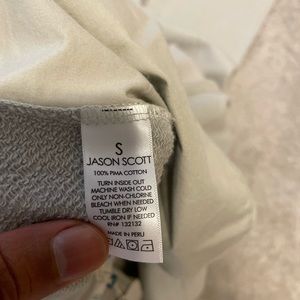 S
JASON SCOTT
100% PIMA COTTON
TURN INSIDE OUT
MACHINE WASH COLD
ONLY NON-CHLORINE
BLEACH WHEN NEEDED
TUMBLE DRY LOW
COOL IRON IF NEEDED
RN# 132132
MADE IN PERU